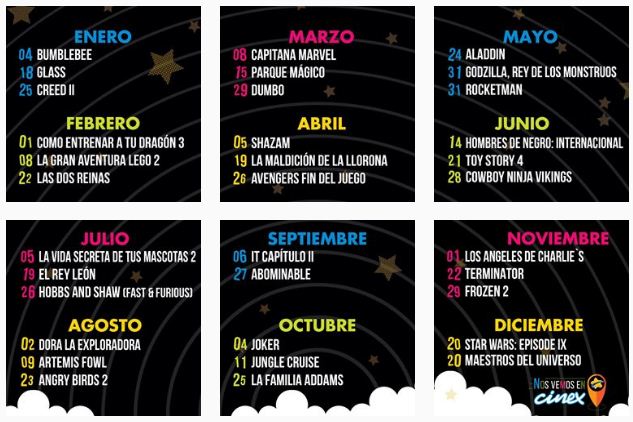 ENERO
04 BUMBLEBEE
18 GLASS
25 CREED II
FEBRERO
01 COMO ENTRENAR A TU DRAGÓN 3
08 LA GRAN AVENTURA LEGO 2
22 LAS DOS REINAS
MARZO
08 CAPITANA MARVEL
15 PARQUE MÁGICO
29 DUMBO
ABRIL
05 SHAZAM
19 LA MALDICIÓN DE LA LLORONA
26 AVENGERS FIN DEL JUEGO
MAYO
24 ALADDIN
31 GODZILLA, REY DE LOS MONSTRUOS
31 ROCKETMAN
JUNIO
14 HOMBRES DE NEGRO: INTERNACIONAL
21 TOY STORY 4
28 COWBOY NINJA VIKINGS
JULIO
05 LA VIDA SECRETA DE TUS MASCOTAS 2
19 EL REY LEÓN
26 HOBBS AND SHAW (FAST & FURIOUS)
AGOSTO
02 DORA LA EXPLORADORA
09 ARTEMIS FOWL
23 ANGRY BIRDS 2
SEPTIEMBRE
06 IT CAPÍTULO II
27 ABOMINABLE
OCTUBRE
04 JOKER
11 JUNGLE CRUISE
25 LA FAMILIA ADDAMS
NOVIEMBRE
01 LOS ANGELES DE CHARLIE`S
22 TERMINATOR
29 FROZEN 2
DICIEMBRE
20 STAR WARS: EPISODE IX
20 MAESTROS DEL UNIVERSO
NOS VEMOS EN
cinex